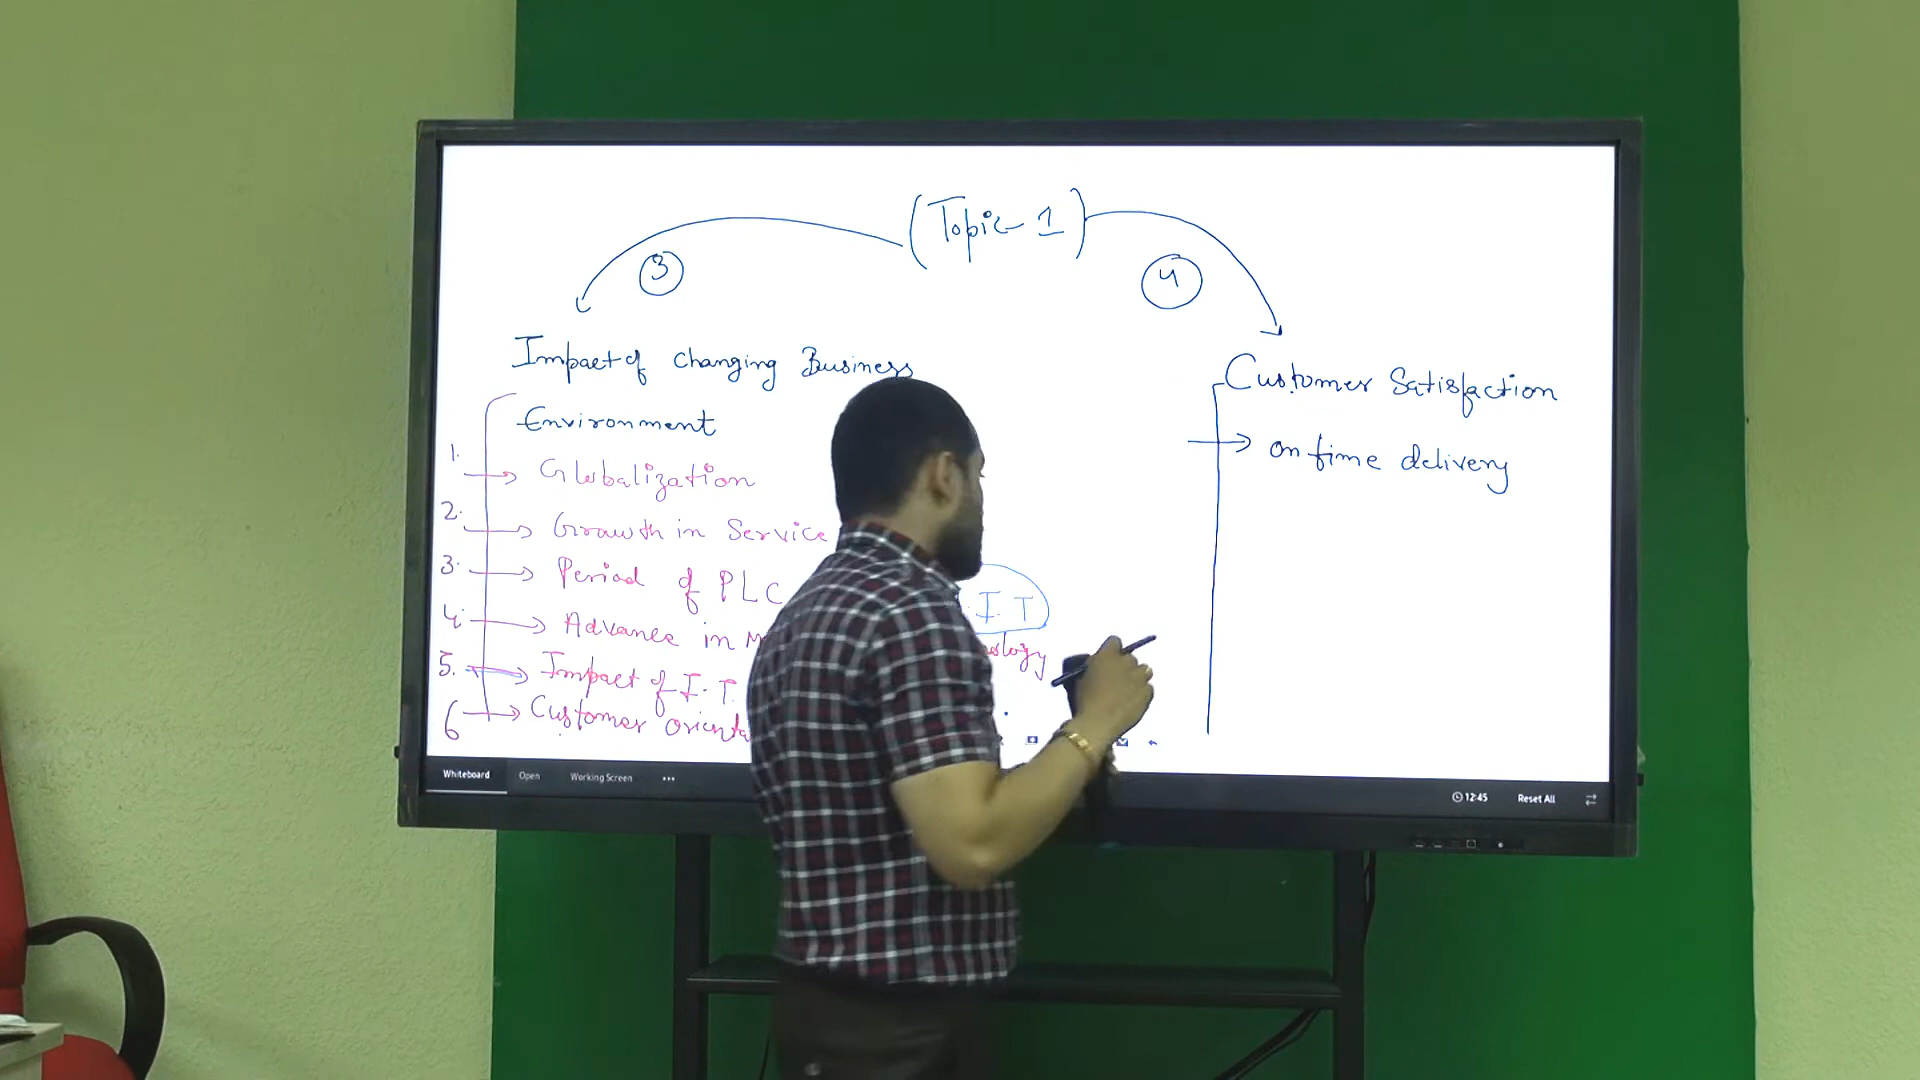 (Topic 1)
3
4
Impact of changing Business
Environment
1. → Globalization
2. → Growth in Service
3. → Period of PLC
4. → Advance in
5. → Impact of I.T.
6 → Customer
I T
Customer Satisfaction
→ on time delivery
Whiteboard Open Working Screen •••
12:45 Reset All